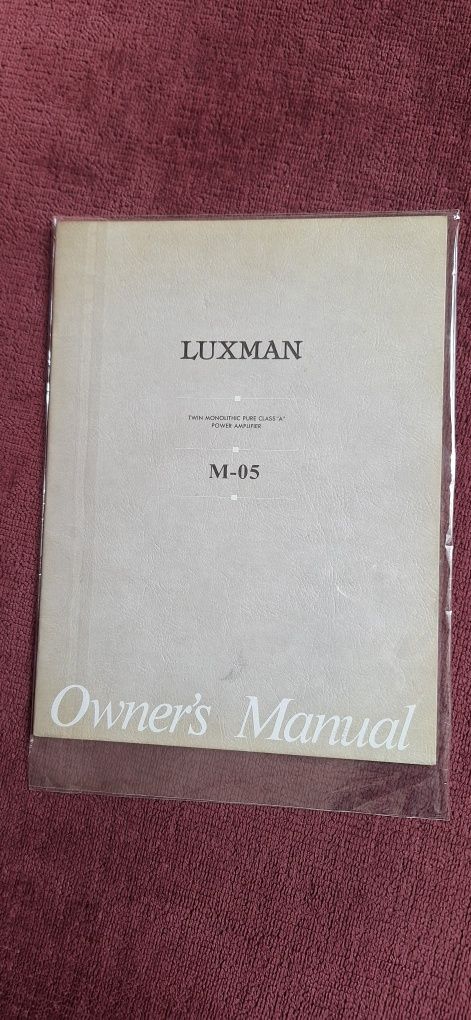 LUXMAN
TWIN MONOLITHIC PURE CLASS "A"
POWER AMPLIFIER
M-05
Owner's Manual